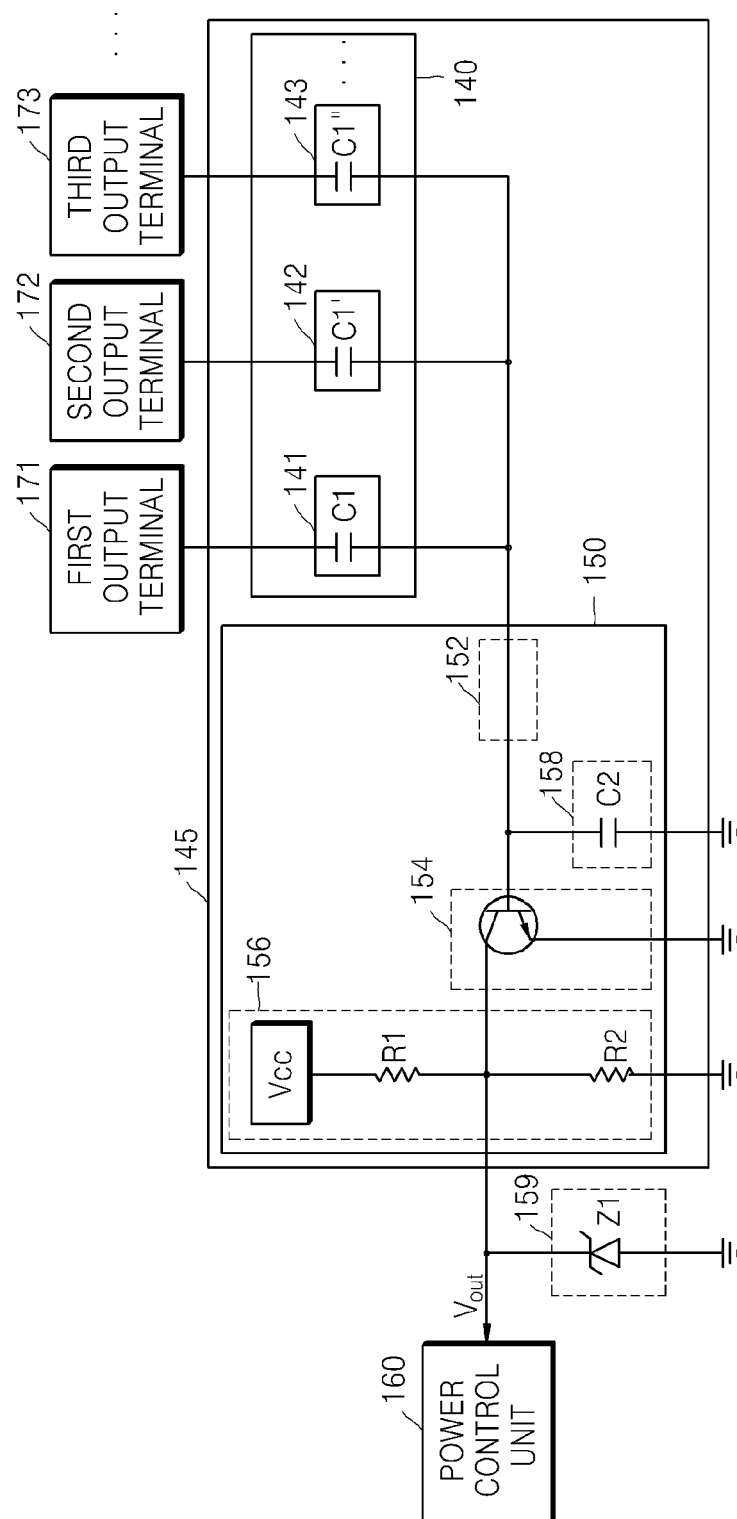 171
FIRST
OUTPUT
TERMINAL
172
SECOND
OUTPUT
TERMINAL
173
THIRD
OUTPUT
TERMINAL
. . .
145
141
C1
142
C1'
143
C1"
. . .
140
150
156
Vcc
R1
R2
154
158
C2
152
160
POWER
CONTROL
UNIT
Vout
159
Z1